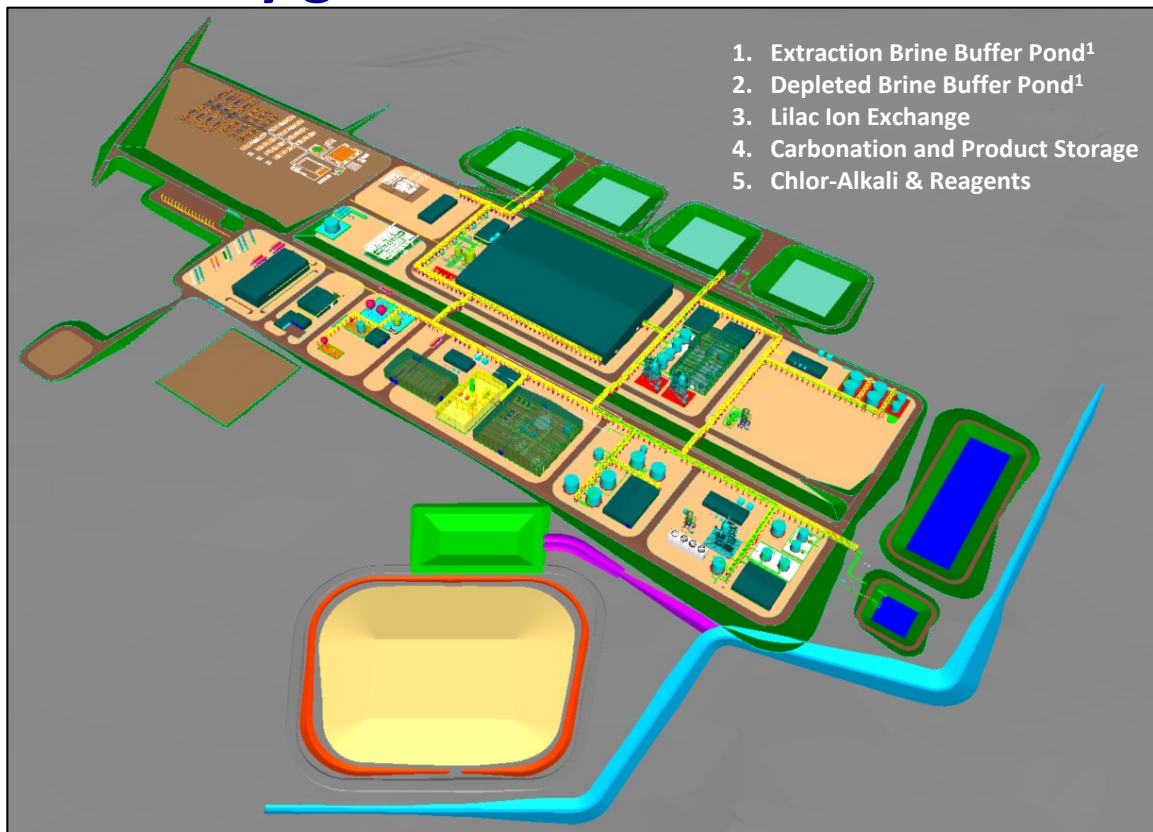 1. Extraction Brine Buffer Pond¹
2. Depleted Brine Buffer Pond¹
3. Lilac Ion Exchange
4. Carbonation and Product Storage
5. Chlor-Alkali & Reagents